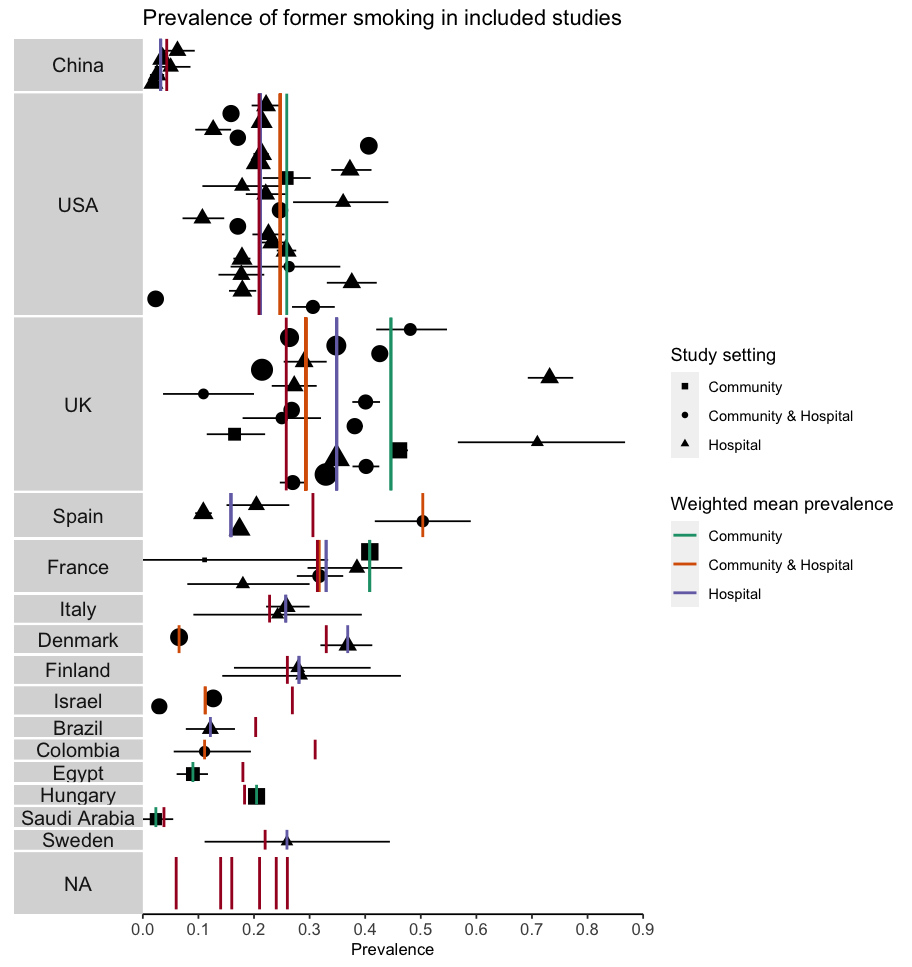 Prevalence of former smoking in included studies
China
USA
UK
Spain
France
Italy
Denmark
Finland
Israel
Brazil
Colombia
Egypt
Hungary
Saudi Arabia
Sweden
NA
0.0 0.1 0.2 0.3 0.4 0.5 0.6 0.7 0.8 0.9
Prevalence
Study setting
Community
Community & Hospital
Hospital
Weighted mean prevalence
Community
Community & Hospital
Hospital